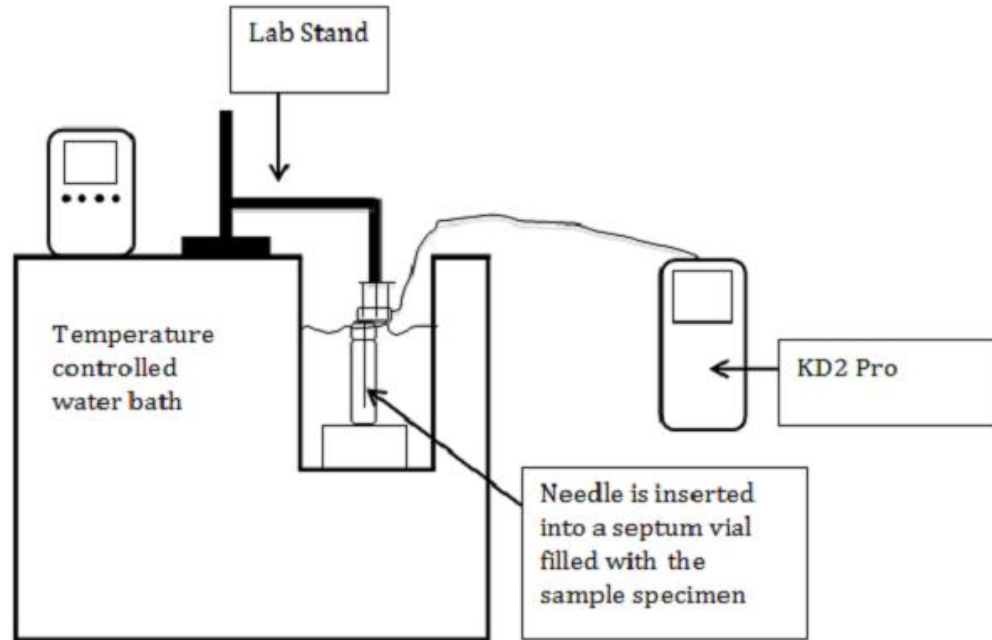 Lab Stand
Temperature
controlled
water bath
KD2 Pro
Needle is inserted
into a septum vial
filled with the
sample specimen